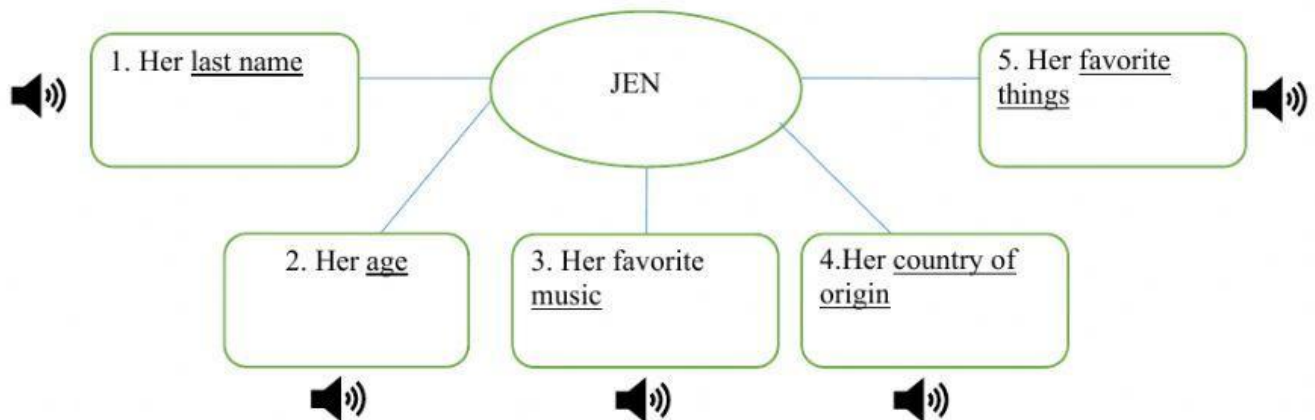 JEN
1. Her last name
5. Her favorite
things
2. Her age
3. Her favorite
music
4.Her country of
origin